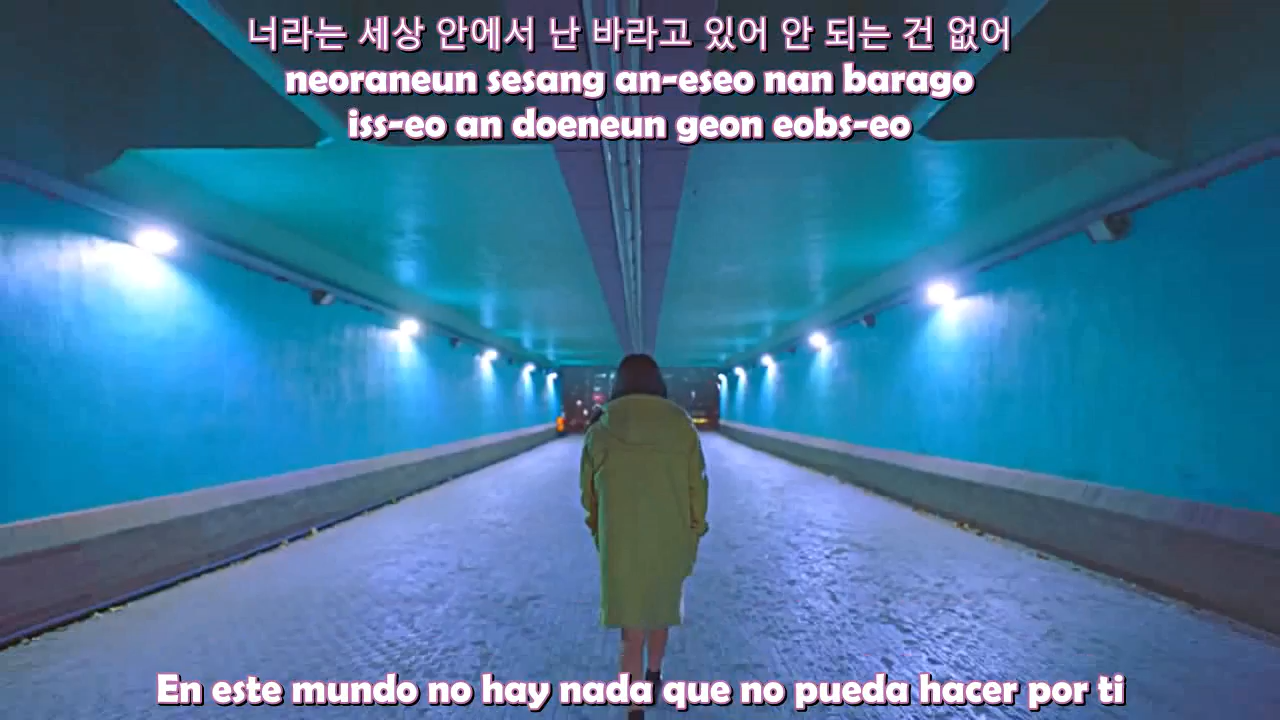 너라는 세상 안에서 난 바라고 있어 안 되는 건 없어
neoraneun sesang an-eseo nan barago
iss-eo an doeneun geon eobs-eo
En este mundo no hay nada que no pueda hacer por ti